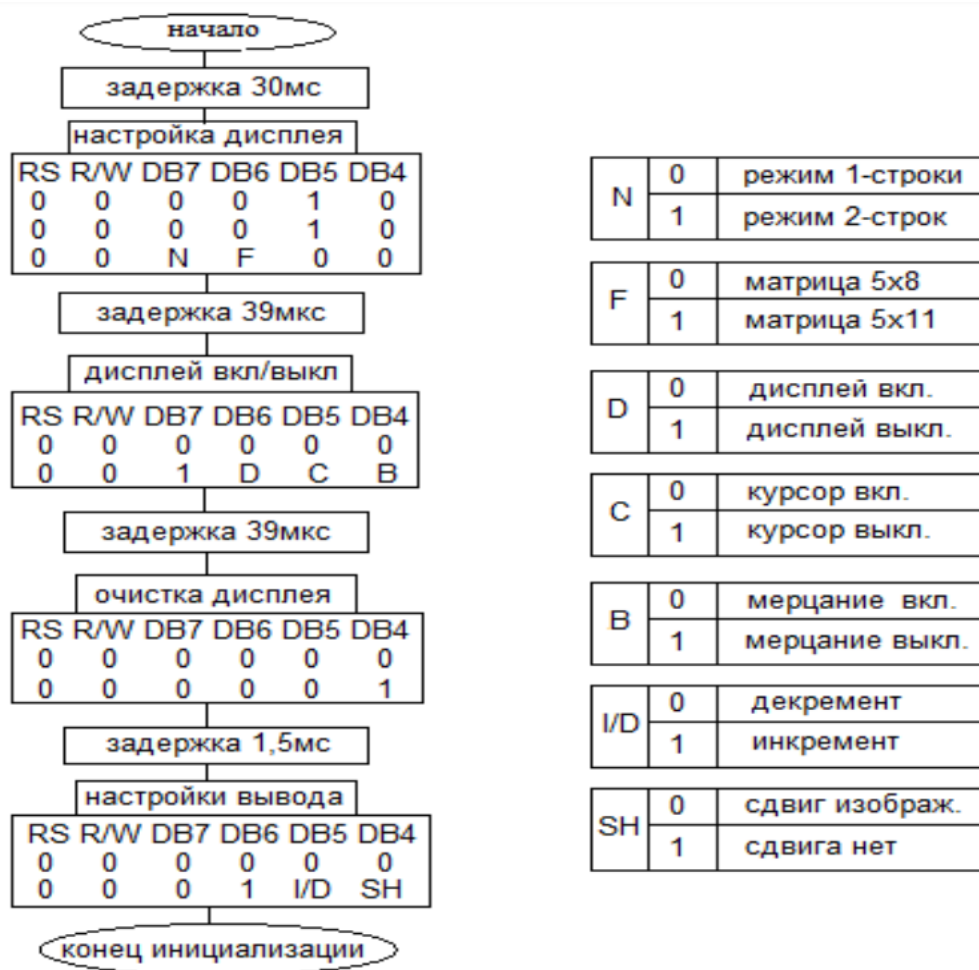 начало
задержка 30мс
настройка дисплея
RS R/W DB7 DB6 DB5 DB4
0 0 0 0 1 0
0 0 0 0 1 0
0 0 N F 0 0
задержка 39мкс
дисплей вкл/выкл
RS R/W DB7 DB6 DB5 DB4
0 0 0 0 0 0
0 0 1 D C B
задержка 39мкс
очистка дисплея
RS R/W DB7 DB6 DB5 DB4
0 0 0 0 0 0
0 0 0 0 0 1
задержка 1,5мс
настройки вывода
RS R/W DB7 DB6 DB5 DB4
0 0 0 0 0 0
0 0 0 1 I/D SH
конец инициализации
N
0 режим 1-строки
1 режим 2-строк
F
0 матрица 5x8
1 матрица 5x11
D
0 дисплей вкл.
1 дисплей выкл.
C
0 курсор вкл.
1 курсор выкл.
B
0 мерцание вкл.
1 мерцание выкл.
I/D
0 декремент
1 инкремент
SH
0 сдвиг изображ.
1 сдвига нет